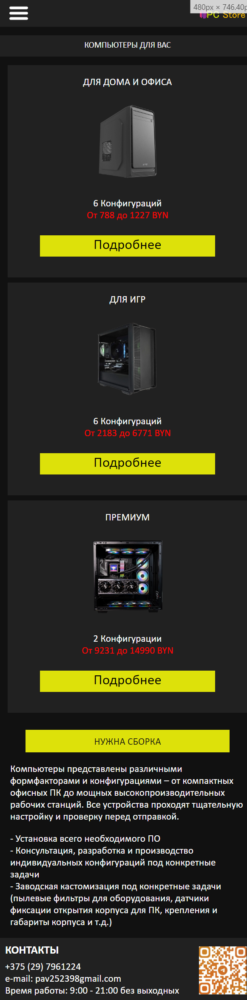 480px × 746.40p
PC Store
КОМПЬЮТЕРЫ ДЛЯ ВАС
ДЛЯ ДОМА И ОФИСА
6 Конфигураций
От 788 до 1227 BYN
Подробнее
ДЛЯ ИГР
6 Конфигураций
От 2183 до 6771 BYN
Подробнее
ПРЕМИУМ
2 Конфигурации
От 9231 до 14990 BYN
Подробнее
НУЖНА СБОРКА
Компьютеры представлены различными
формфакторами и конфигурациями – от компактных
офисных ПК до мощных высокопроизводительных
рабочих станций. Все устройства проходят тщательную
настройку и проверку перед отправкой.
- Установка всего необходимого ПО
- Консультация, разработка и производство
индивидуальных конфигураций под конкретные
задачи
- Заводская кастомизация под конкретные задачи
(пылевые фильтры для оборудования, датчики
фиксации открытия корпуса для ПК, крепления и
габариты корпуса и т.д.)
КОНТАКТЫ
+375 (29) 7961224
e-mail: pav252398gmail.com
Время работы: 9:00 - 21:00 без выходных